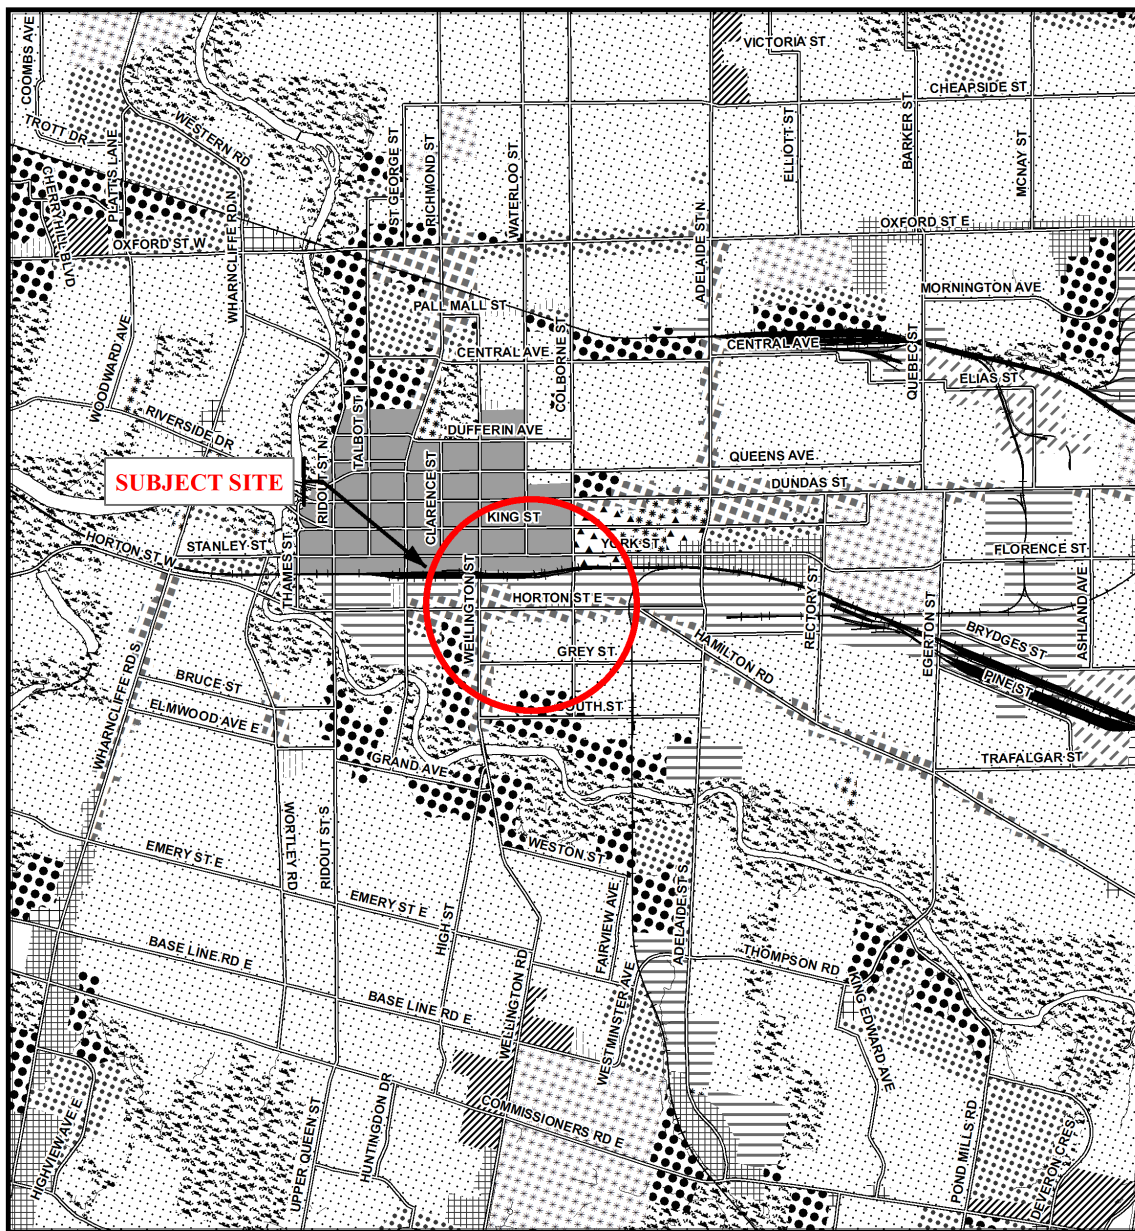 COOMBS AVE
VICTORIA ST
CHEAPSIDE ST
TROTT DR
WESTERN RD
PLATT'S LANE
ST GEORGE ST
RICHMOND ST
WATERLOO ST
ELLIOTT ST
BARKER ST
MCNAY ST
CHERRYHILL BLVD
WHARNCLIFFE RD N
OXFORD ST W
ADELAIDE ST N
OXFORD ST E
MORNINGTON AVE
PALL MALL ST
WOODWARD AVE
CENTRAL AVE
COLBORNE ST
CENTRAL AVE
QUEBEC ST
ELIAS ST
RIVERSIDE DR
TALBOT ST
DUFFERIN AVE
RIDOUT ST N
CLARENCE ST
QUEENS AVE
DUNDAS ST
SUBJECT SITE
KING ST
HORTON ST W
STANLEY ST
THAMES ST
YORK ST
FLORENCE ST
WELLINGTON ST
HORTON ST E
RECTORY ST
EGERTON ST
ASHLAND AVE
BRYDGES ST
GREY ST
HAMILTON RD
PINE ST
WHARNCLIFFE RD S
BRUCE ST
ELMWOOD AVE E
SOUTH ST
GRAND AVE
TRAFALGAR ST
WORTLEY RD
RIDOUT ST S
EMERY ST E
WESTON ST
EMERY ST E
HIGH ST
FAIRVIEW AVE
ADELAIDE ST S
BASE LINE RD E
THOMPSON RD
BASE LINE RD E
WELLINGTON RD
WESTMINSTER AVE
KING EDWARD AVE
HIGHVIEW AVE E
UPPER QUEEN ST
HUNTINGDON DR
COMMISSIONERS RD E
POND MILLS RD
DEVERON CRES